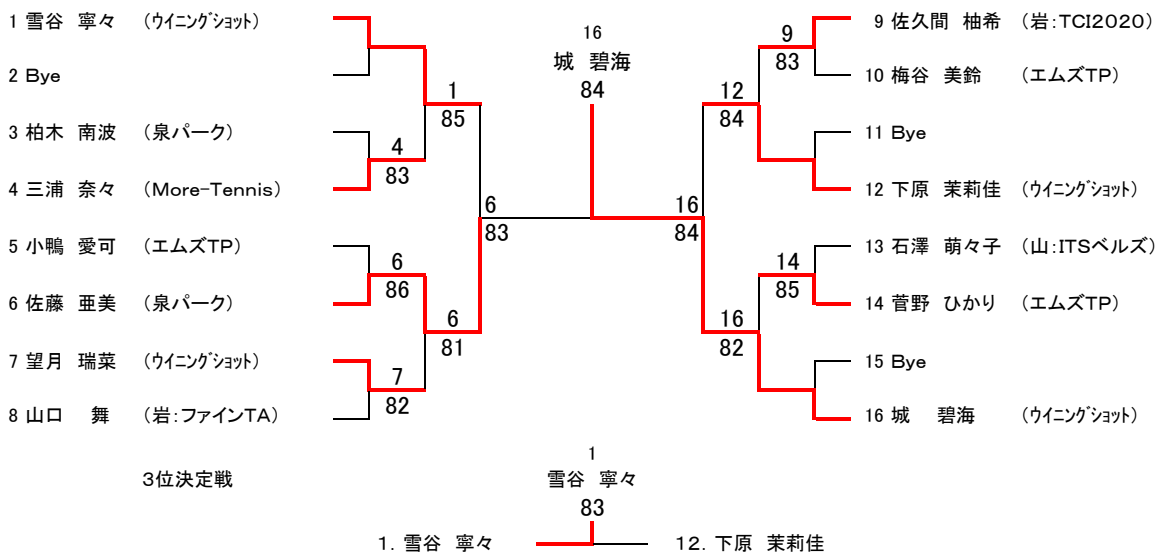 1 雪谷 寧々 (ウイニングショット)
2 Bye
3 柏木 南波 (泉パーク)
4 三浦 奈々 (More-Tennis)
5 小鴨 愛可 (エムズTP)
6 佐藤 亜美 (泉パーク)
7 望月 瑞菜 (ウイニングショット)
8 山口 舞 (岩:ファインTA)
1
85
4
83
6
83
6
86
6
81
7
82
16
城 碧海
84
9
83
12
84
16
84
14
85
16
82
9 佐久間 柚希 (岩:TCI2020)
10 梅谷 美鈴 (エムズTP)
11 Bye
12 下原 茉莉佳 (ウイニングショット)
13 石澤 萌々子 (山:ITSベルズ)
14 菅野 ひかり (エムズTP)
15 Bye
16 城 碧海 (ウイニングショット)
3位決定戦
1
雪谷 寧々
83
1. 雪谷 寧々
12. 下原 茉莉佳